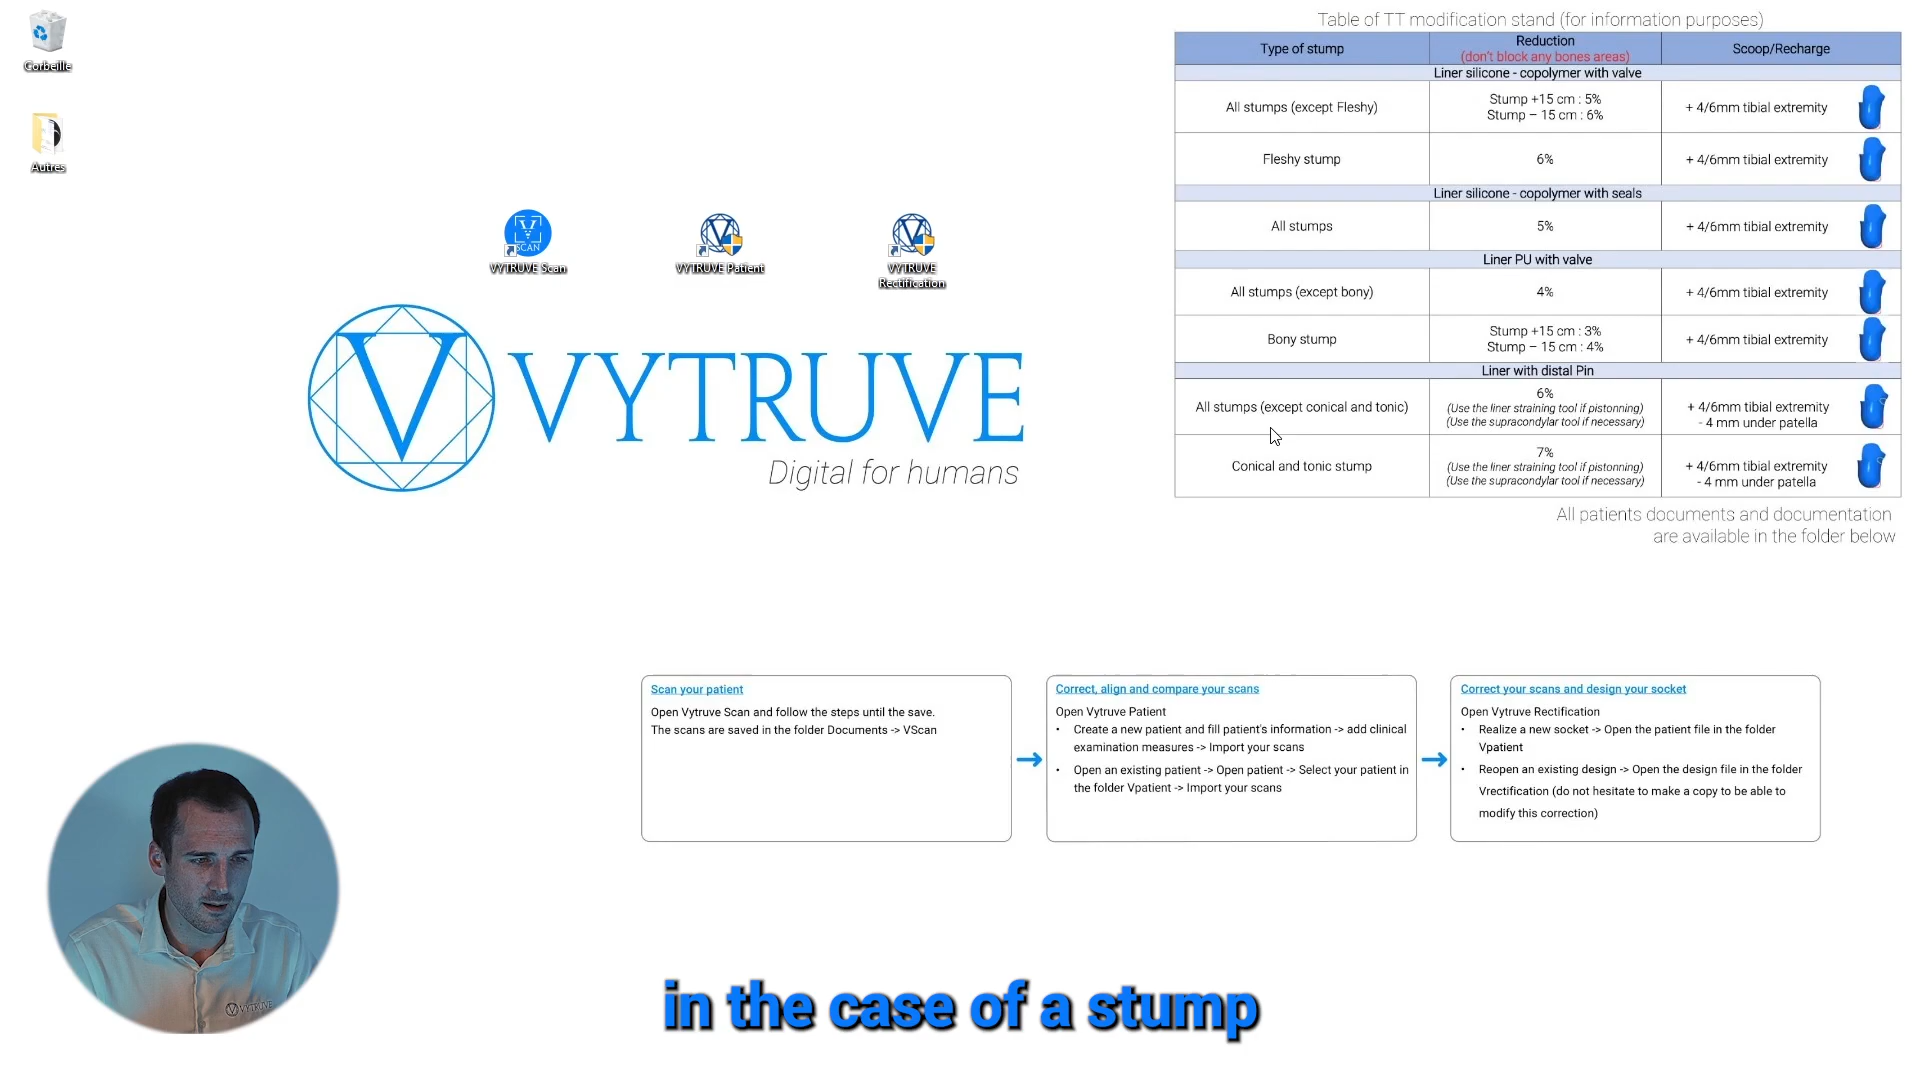 Corbeille
Autres
VYTRUVE Scan
VYTRUVE Patient
VYTRUVE
Rectification
SCAN
VYTRUVE
Digital for humans
Table of TT modification stand (for information purposes)
Type of stump
Reduction
(don't block any bones areas)
Scoop/Recharge
Liner silicone - copolymer with valve
All stumps (except Fleshy)
Stump +15 cm : 5%
Stump – 15 cm : 6%
+ 4/6mm tibial extremity
Fleshy stump
6%
+ 4/6mm tibial extremity
Liner silicone - copolymer with seals
All stumps
5%
+ 4/6mm tibial extremity
Liner PU with valve
All stumps (except bony)
4%
+ 4/6mm tibial extremity
Bony stump
Stump +15 cm : 3%
Stump – 15 cm : 4%
+ 4/6mm tibial extremity
Liner with distal Pin
All stumps (except conical and tonic)
6%
(Use the liner straining tool if pistonning)
(Use the supracondylar tool if necessary)
+ 4/6mm tibial extremity
- 4 mm under patella
Conical and tonic stump
7%
(Use the liner straining tool if pistonning)
(Use the supracondylar tool if necessary)
+ 4/6mm tibial extremity
- 4 mm under patella
All patients documents and documentation
are available in the folder below
Scan your patient
Open Vytruve Scan and follow the steps until the save.
The scans are saved in the folder Documents -> VScan
Correct, align and compare your scans
Open Vytruve Patient
• Create a new patient and fill patient's information -> add clinical
examination measures -> Import your scans
• Open an existing patient -> Open patient -> Select your patient in
the folder Vpatient -> Import your scans
Correct your scans and design your socket
Open Vytruve Rectification
• Realize a new socket -> Open the patient file in the folder
Vpatient
• Reopen an existing design -> Open the design file in the folder
Vrectification (do not hesitate to make a copy to be able to
modify this correction)
VYTRUVE
in the case of a stump